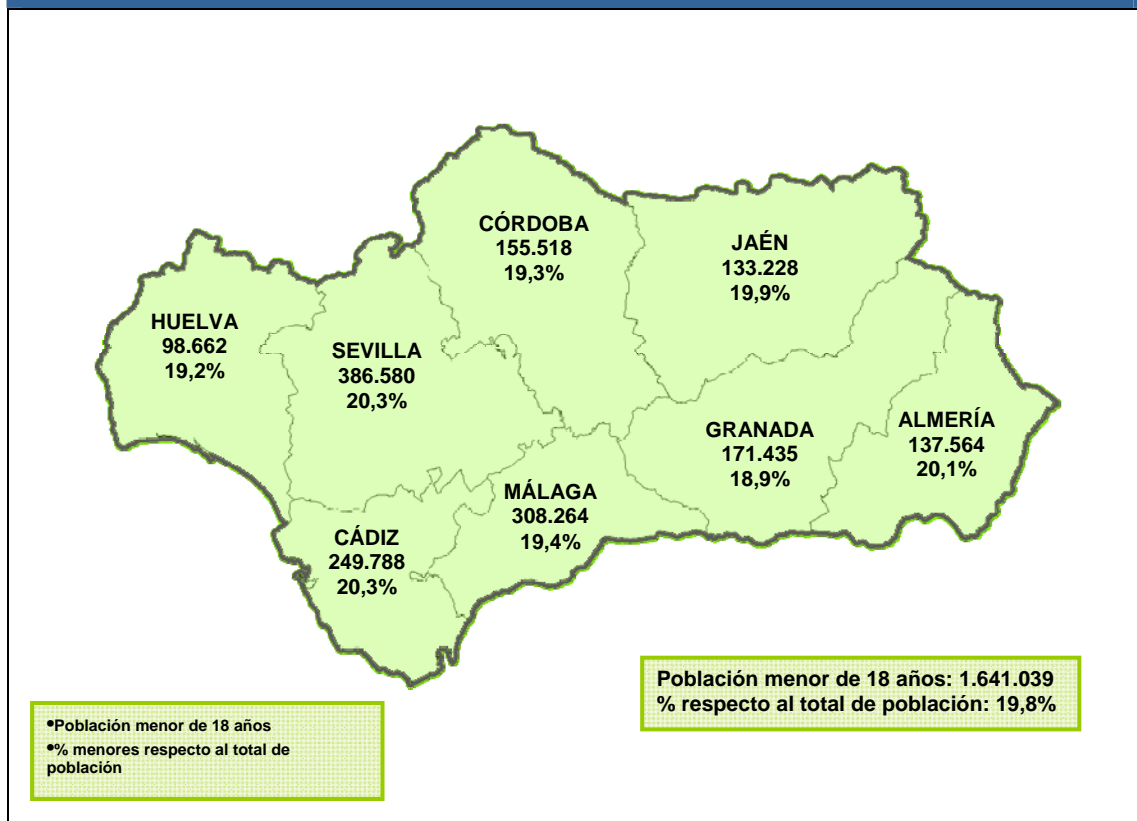 CÓRDOBA
155.518
19,3%
JAÉN
133.228
19,9%
HUELVA
98.662
19,2%
SEVILLA
386.580
20,3%
GRANADA
171.435
18,9%
ALMERÍA
137.564
20,1%
MÁLAGA
308.264
19,4%
CÁDIZ
249.788
20,3%
Población menor de 18 años: 1.641.039
% respecto al total de población: 19,8%
•Población menor de 18 años
•% menores respecto al total de
población